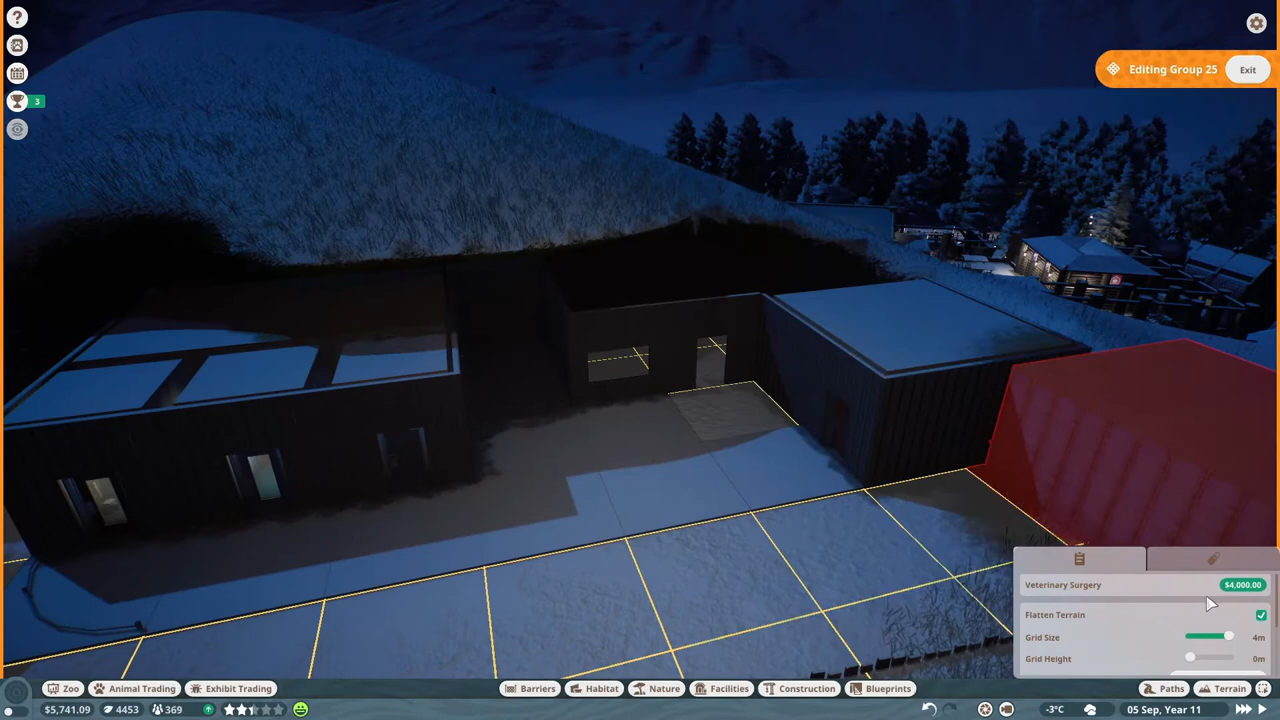 ?
3
Editing Group 25 Exit
Veterinary Surgery $4,000.00
Flatten Terrain
Grid Size 4m
Grid Height 0m
Zoo Animal Trading Exhibit Trading Barriers Habitat Nature Facilities Construction Blueprints Paths Terrain
$5,741.09 4453 369 -3°C 05 Sep, Year 11